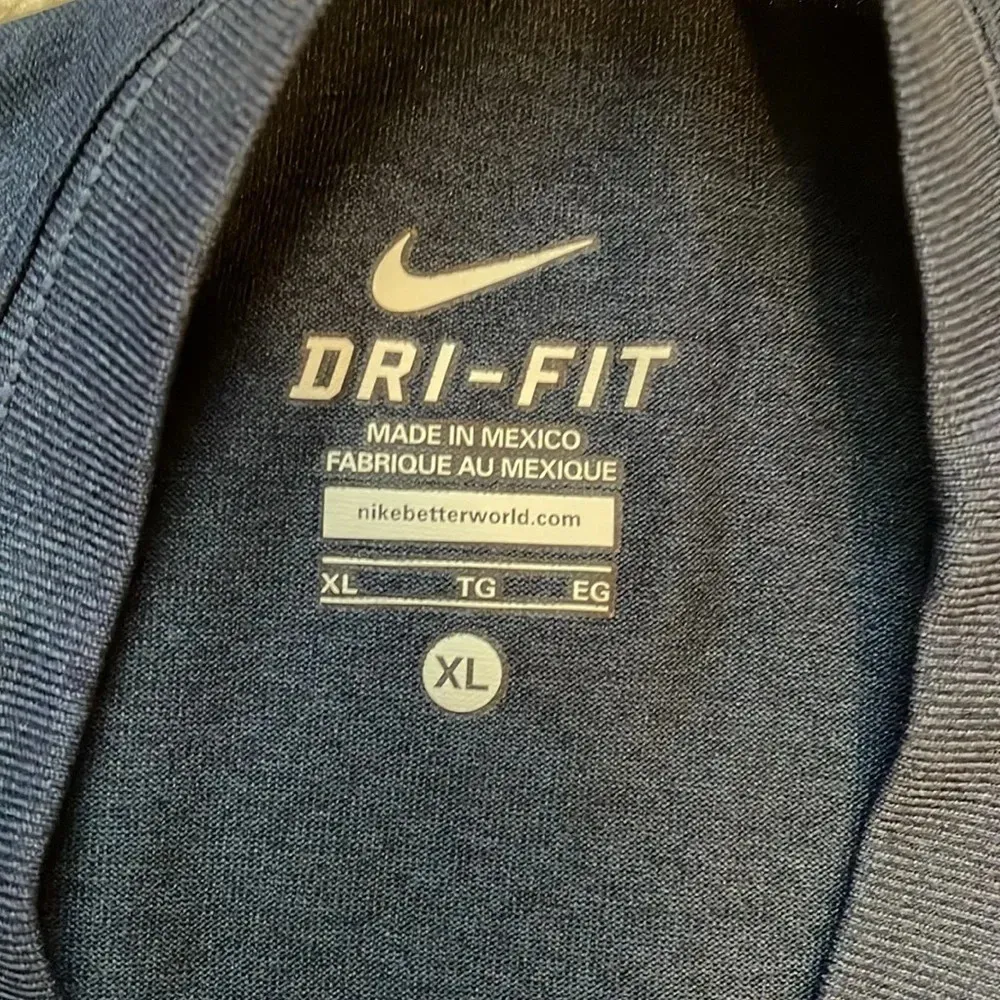 DRI-FIT
MADE IN MEXICO
FABRIQUE AU MEXIQUE
nikebetterworld.com
XL TG EG
XL